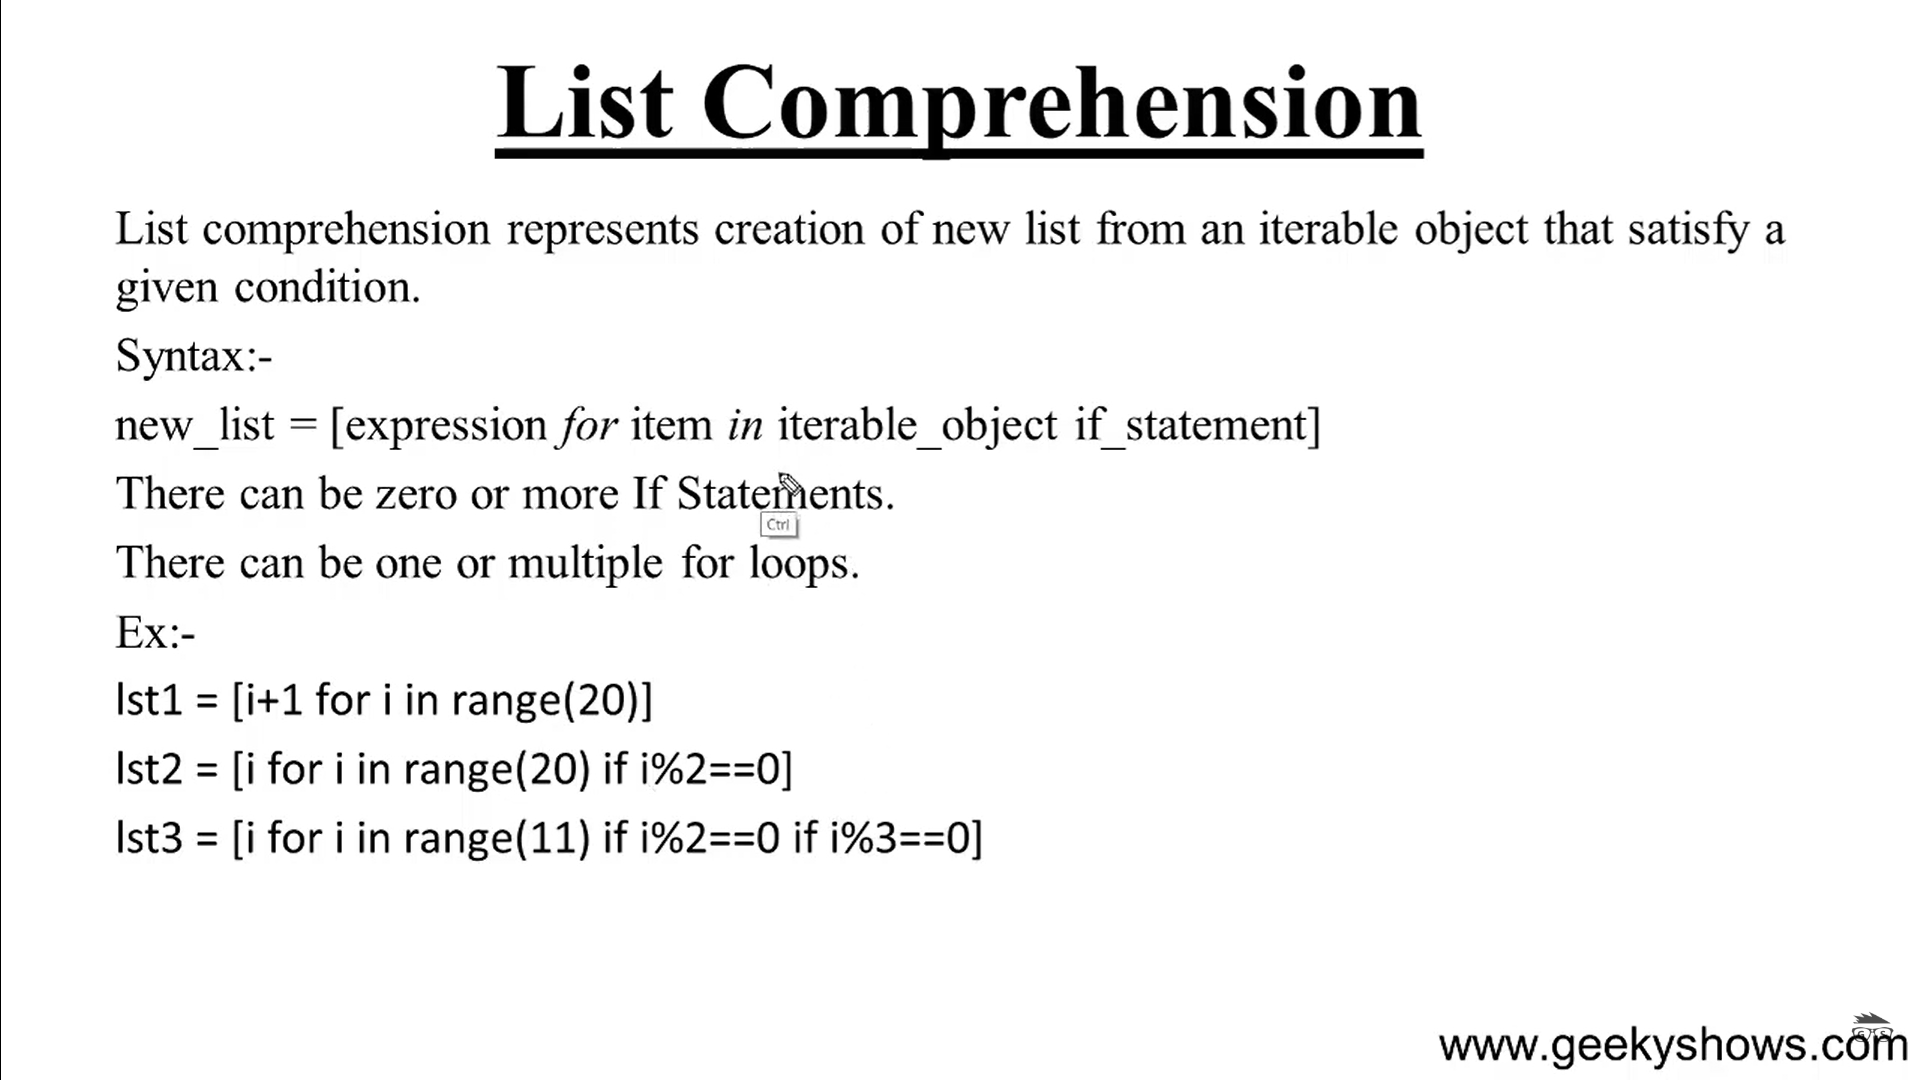 List Comprehension
List comprehension represents creation of new list from an iterable object that satisfy a
given condition.
Syntax:-
new_list = [expression for item in iterable_object if_statement]
There can be zero or more If Statements.
Ctrl
There can be one or multiple for loops.
Ex:-
lst1 = [i+1 for i in range(20)]
lst2 = [i for i in range(20) if i%2==0]
lst3 = [i for i in range(11) if i%2==0 if i%3==0]
www.geekyshows.com